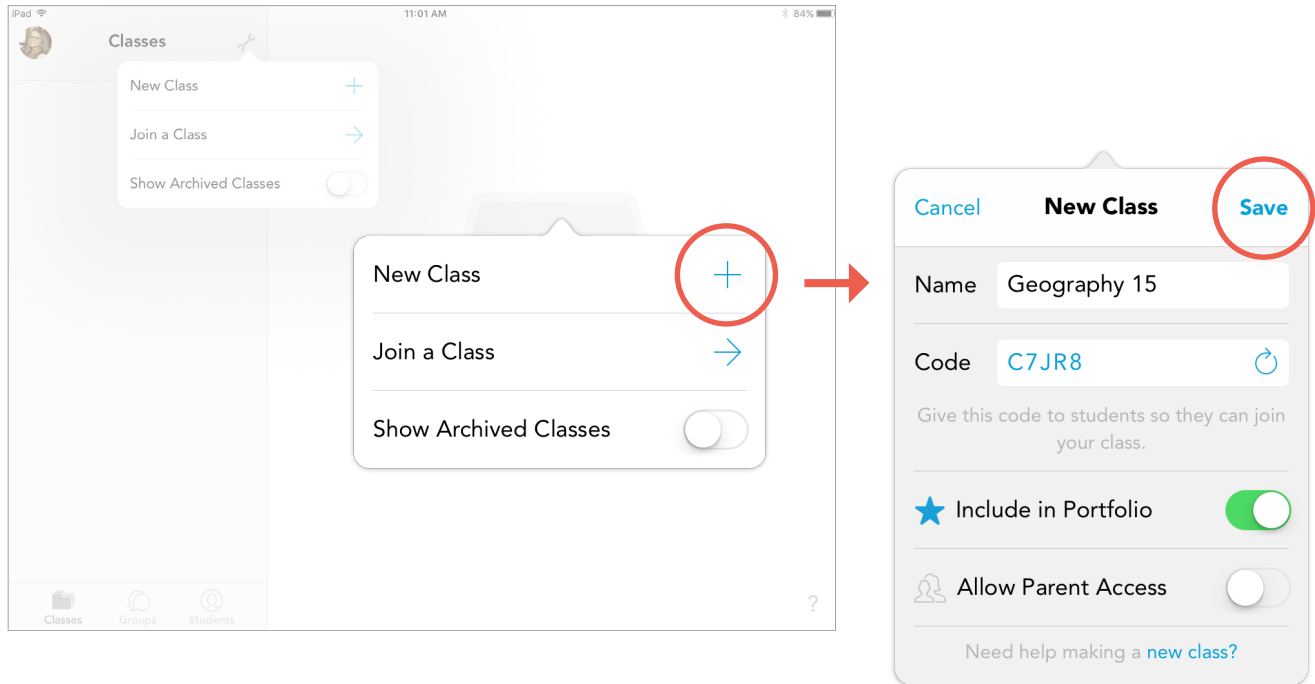 iPad 11:01 AM 84%
Classes
New Class
Join a Class
Show Archived Classes
New Class
Join a Class
Show Archived Classes
Classes Groups Students
?
Cancel New Class Save
Name Geography 15
Code C7JR8
Give this code to students so they can join
your class.
Include in Portfolio
Allow Parent Access
Need help making a new class?